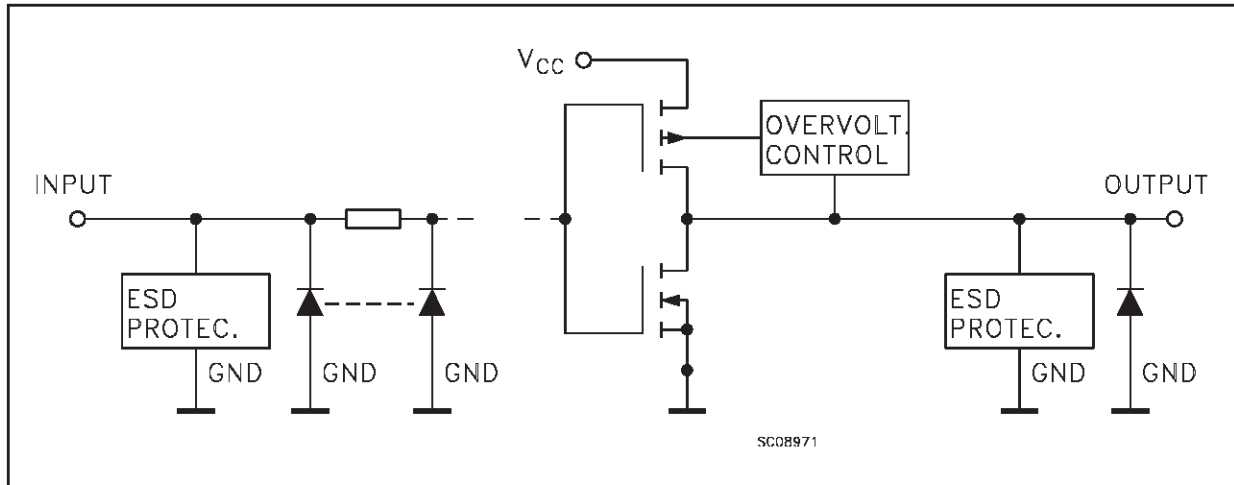 VCC
OVERVOLT.
CONTROL
INPUT
OUTPUT
ESD
PROTEC.
GND
GND
GND
ESD
PROTEC.
GND
GND
SC08971